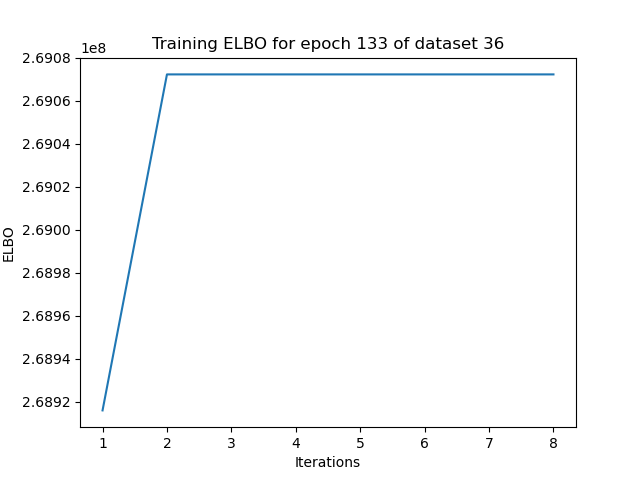 Training ELBO for epoch 133 of dataset 36
1e8
2.6908
2.6906
2.6904
2.6902
2.6900
2.6898
2.6896
2.6894
2.6892
ELBO
1 2 3 4 5 6 7 8
Iterations